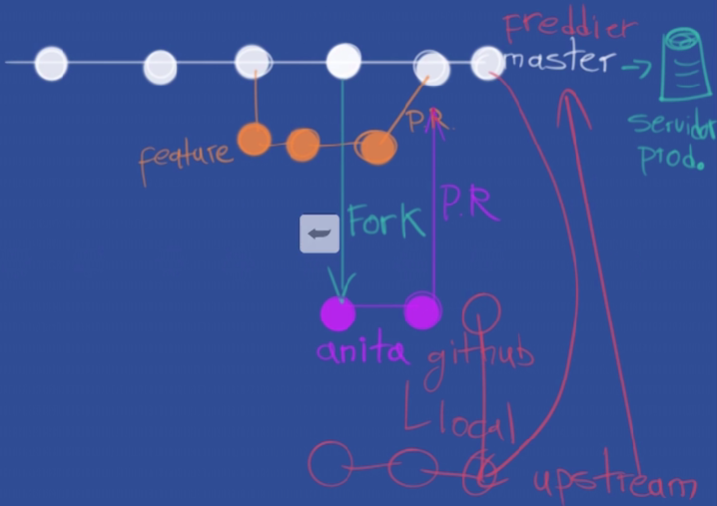 freddier
master
servidor
prod.
P.R.
feature
Fork
P.R
anita
github
local
upstream